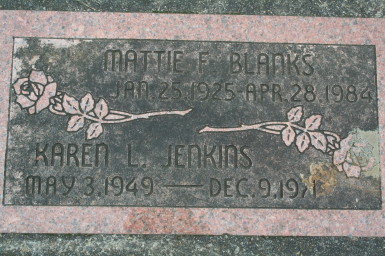 MATTIE F. BLANKS
JAN. 25, 1925 APR. 28, 1984
KAREN L. JENKINS
MAY 3, 1949 — DEC. 9, 1971